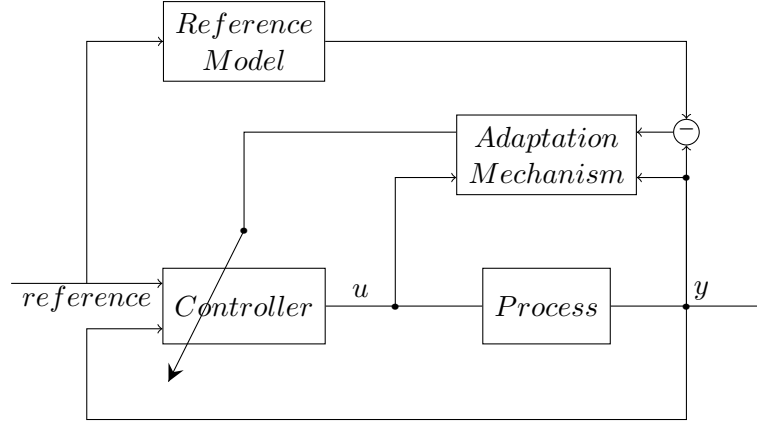 Reference
Model
−
Adaptation
Mechanism
reference
Controller
u
Process
y